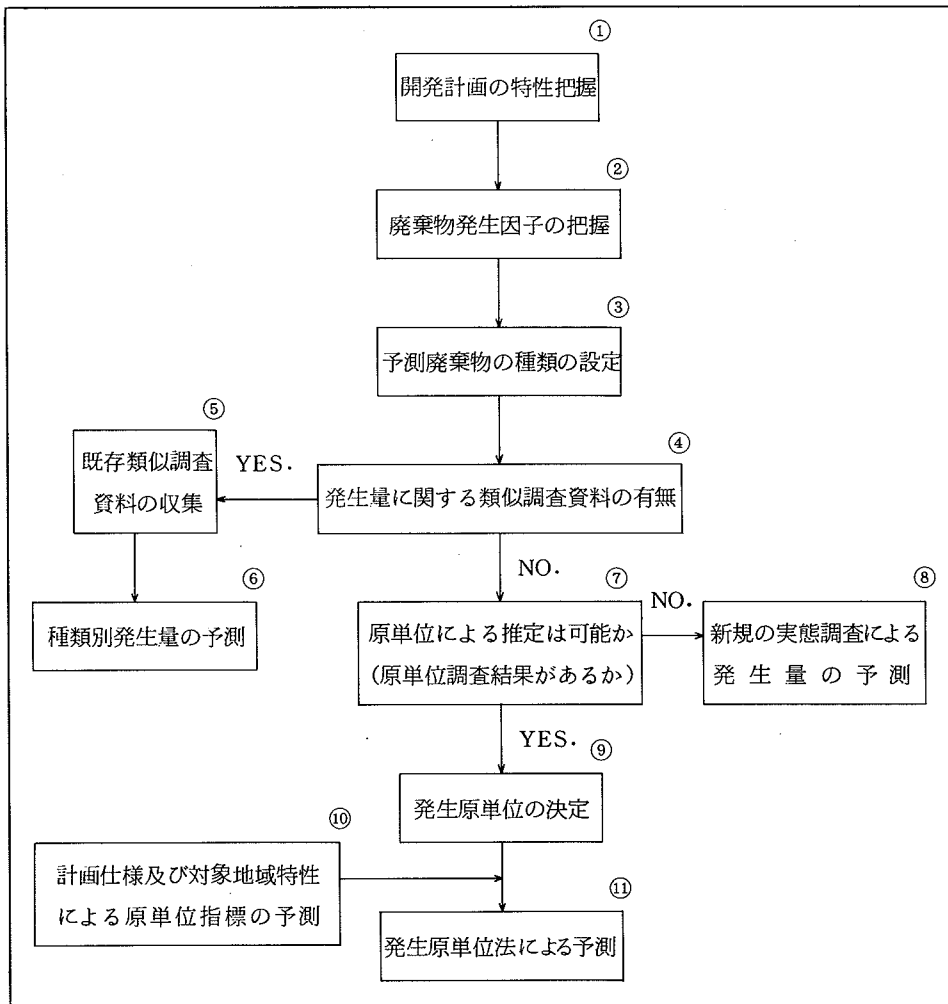 ①
開発計画の特性把握
②
廃棄物発生因子の把握
③
予測廃棄物の種類の設定
④
発生量に関する類似調査資料の有無
YES.
⑤
既存類似調査
資料の収集
⑥
種類別発生量の予測
NO.
⑦
原単位による推定は可能か
(原単位調査結果があるか)
NO.
⑧
新規の実態調査による
発生量の予測
YES.
⑨
発生原単位の決定
⑩
計画仕様及び対象地域特性
による原単位指標の予測
⑪
発生原単位法による予測